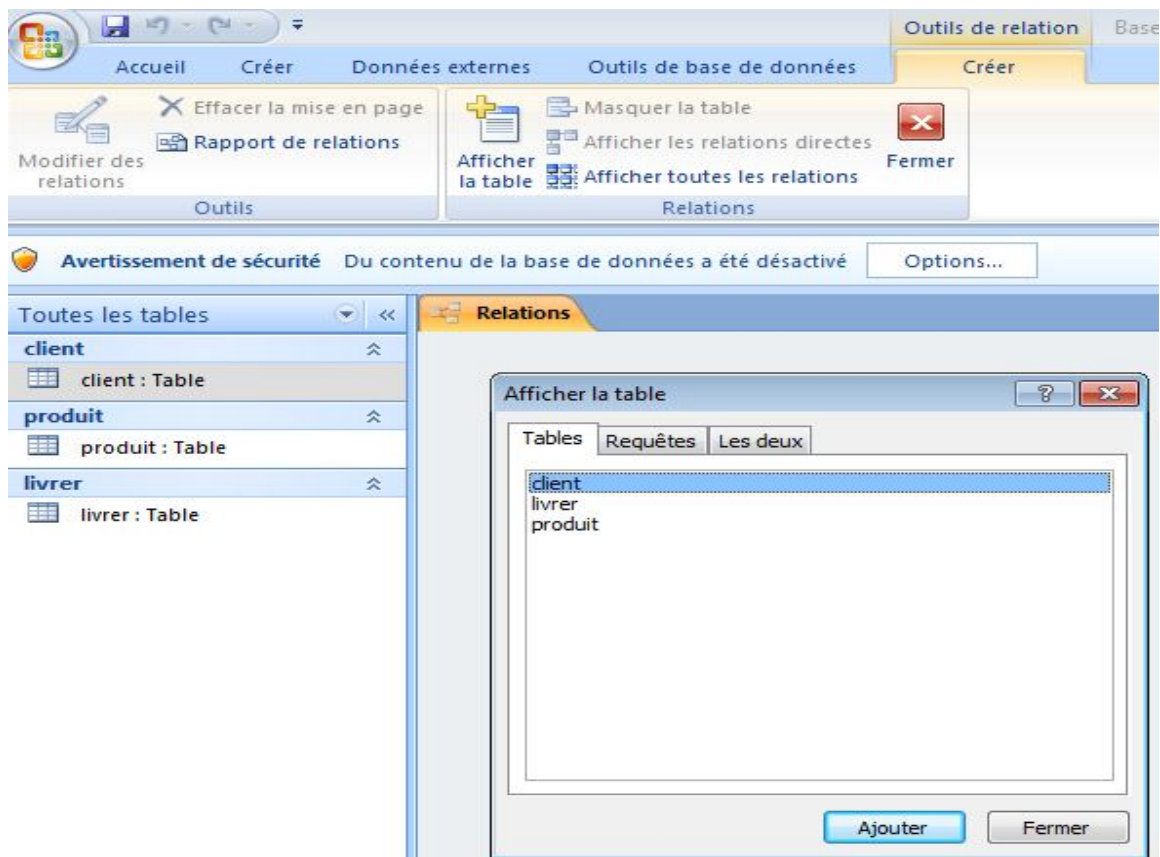 Outils de relation Base
Accueil Créer Données externes Outils de base de données Créer
Modifier des relations
Effacer la mise en page
Rapport de relations
Outils
Afficher la table
Masquer la table
Afficher les relations directes
Afficher toutes les relations
Fermer
Relations
Avertissement de sécurité Du contenu de la base de données a été désactivé Options...
Toutes les tables
client
client : Table
produit
produit : Table
livrer
livrer : Table
Relations
Afficher la table
Tables Requêtes Les deux
client
livrer
produit
Ajouter Fermer